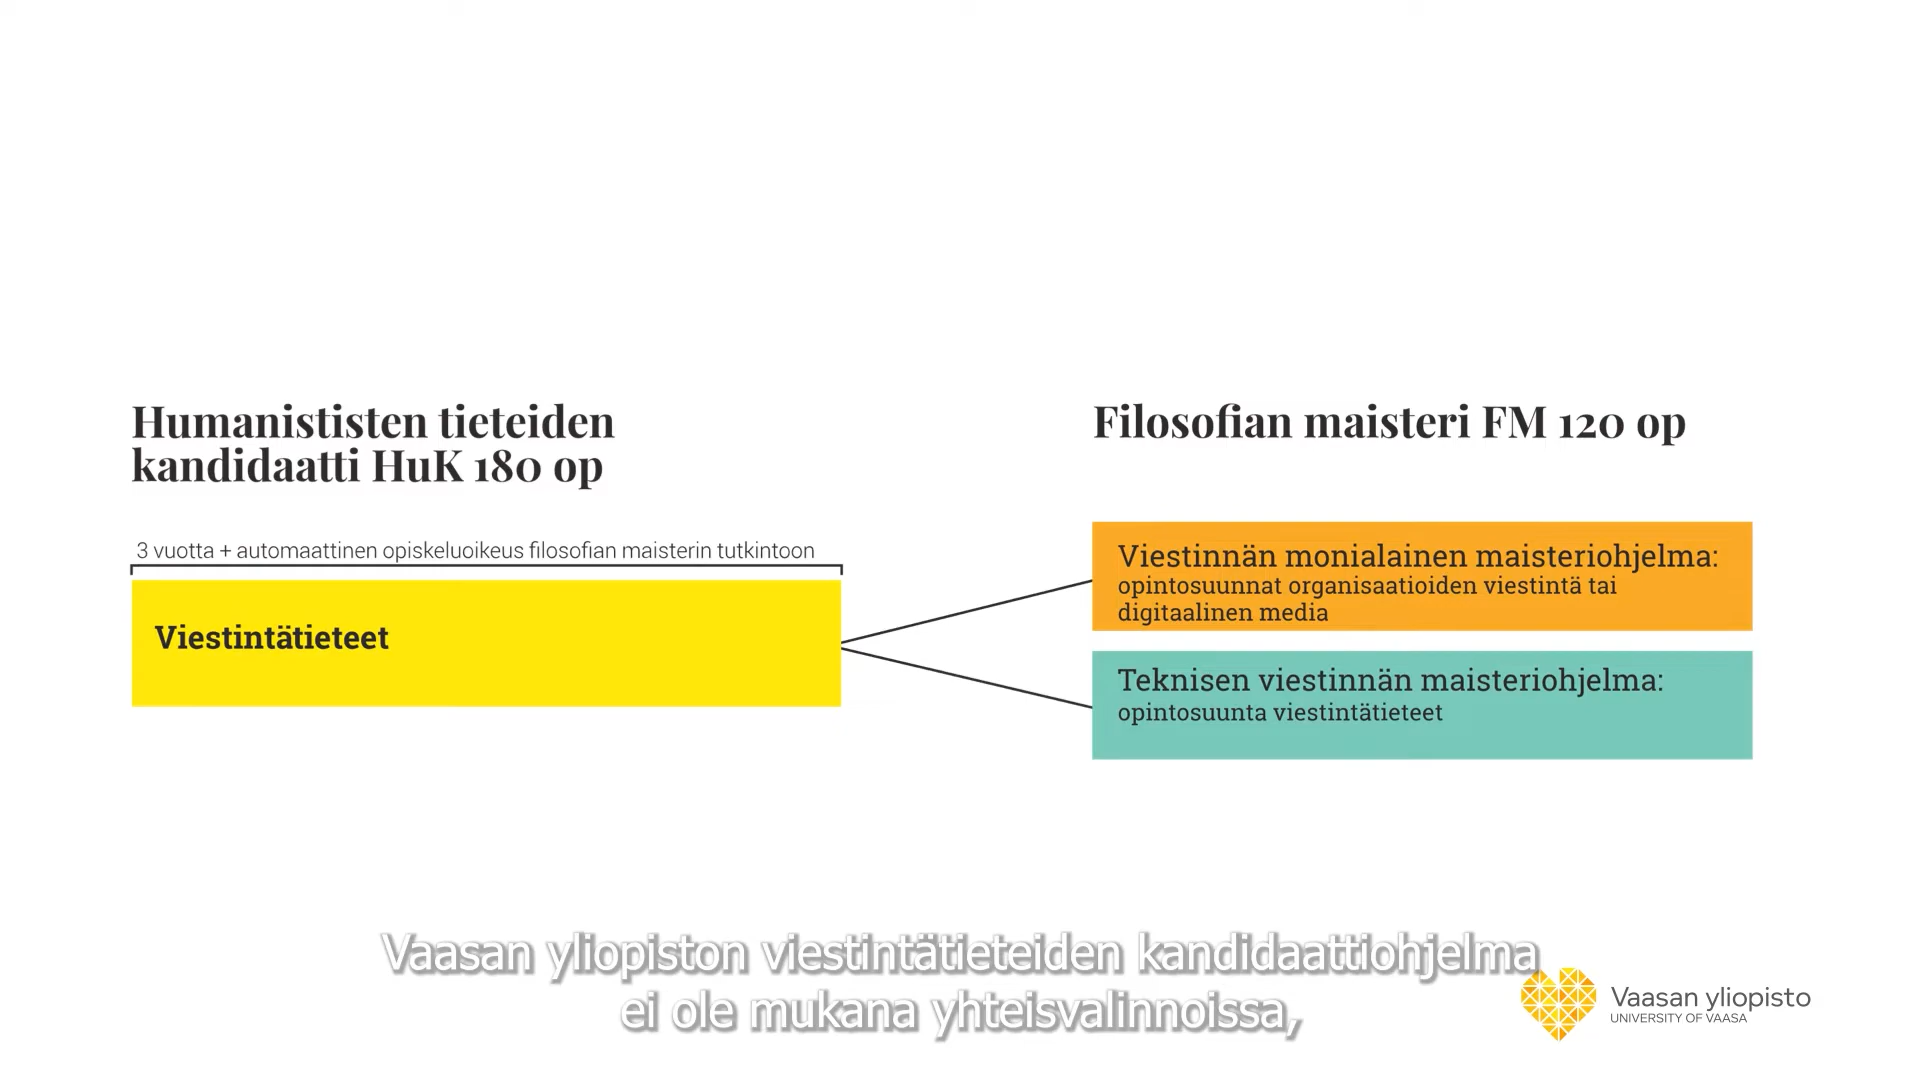 Humanististen tieteiden
kandidaatti HuK 180 op
3 vuotta + automaattinen opiskeluoikeus filosofian maisterin tutkintoon
Viestintätieteet
Filosofian maisteri FM 120 op
Viestinnän monialainen maisteriohjelma:
opintosuunnat organisaatioiden viestintä tai
digitaalinen media
Teknisen viestinnän maisteriohjelma:
opintosuunta viestintätieteet
Vaasan yliopiston viestintätieteiden kandidaattiohjelma
ei ole mukana yhteisvalinnoissa,
Vaasan yliopisto
UNIVERSITY OF VAASA